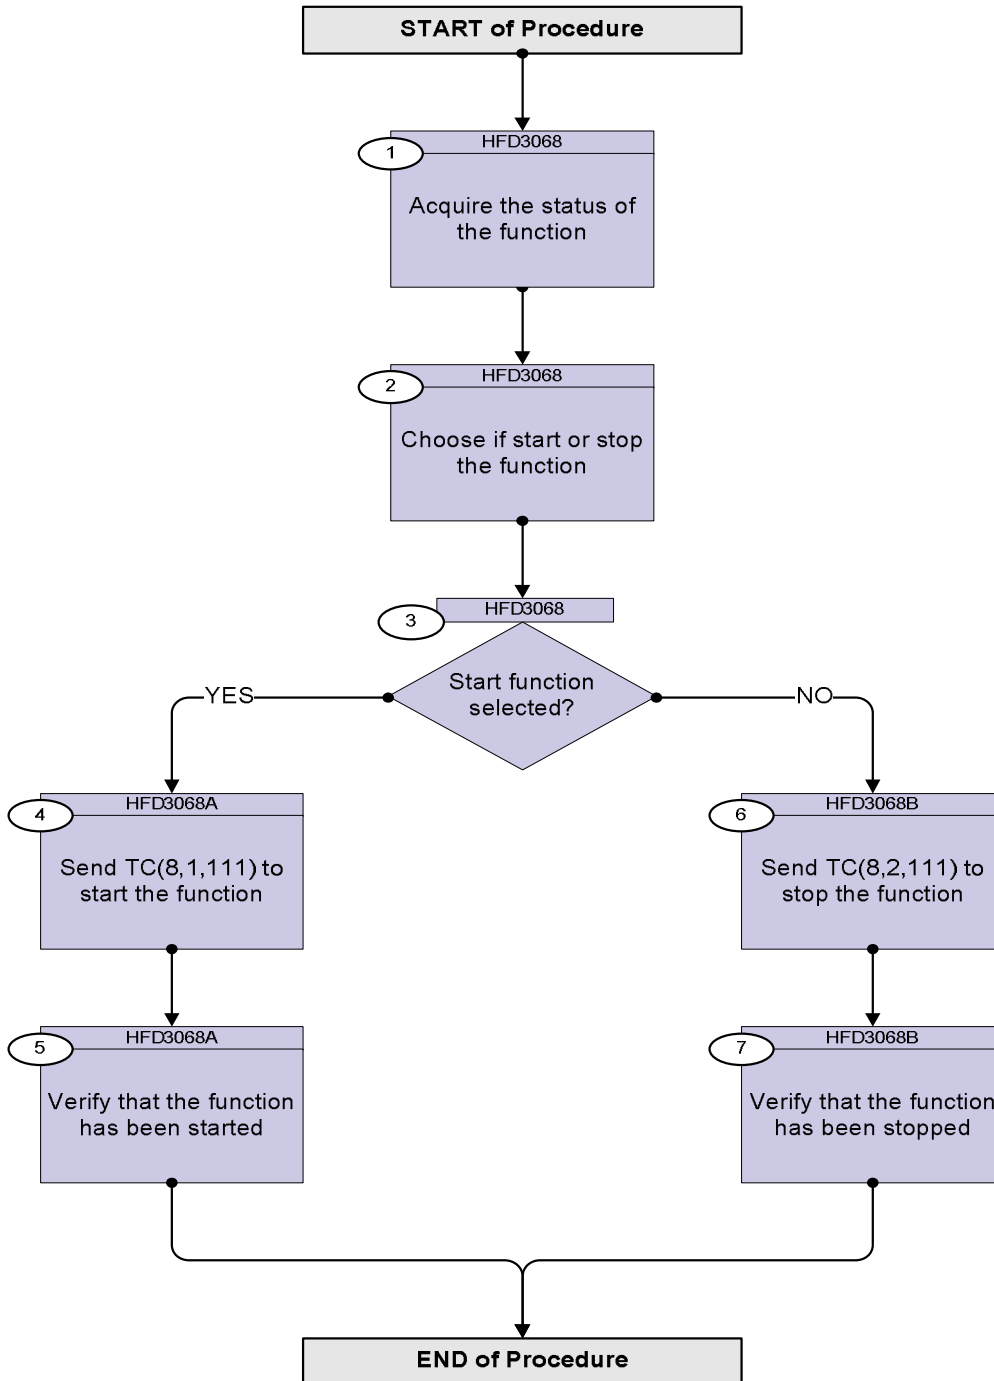 START of Procedure
HFD3068
1
Acquire the status of
the function
HFD3068
2
Choose if start or stop
the function
HFD3068
3
Start function
selected?
YES
NO
HFD3068A
4
Send TC(8,1,111) to
start the function
HFD3068B
6
Send TC(8,2,111) to
stop the function
HFD3068A
5
Verify that the function
has been started
HFD3068B
7
Verify that the function
has been stopped
END of Procedure